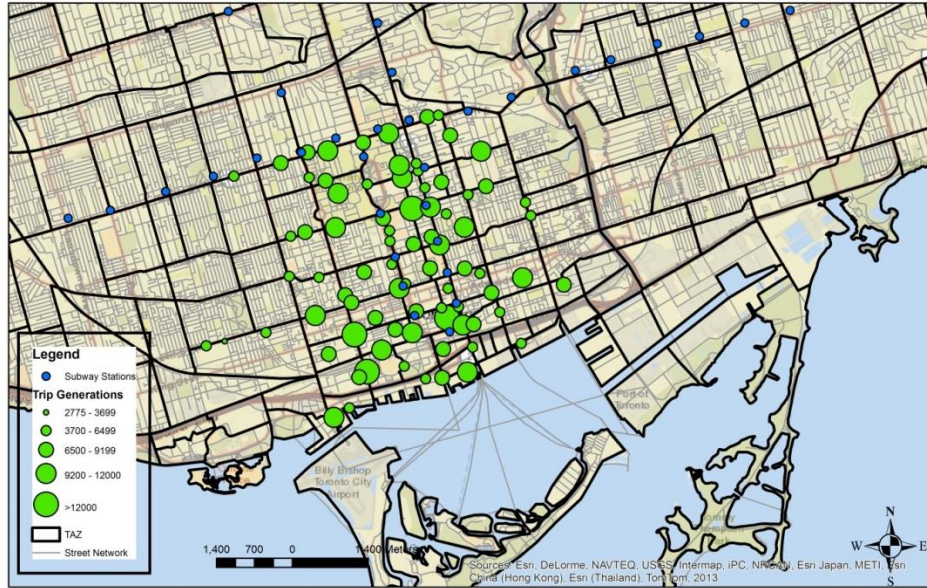 Port of
Toronto
Billy Bishop
Toronto City
Airport
Legend
Subway Stations
Trip Generations
2775 - 3699
3700 - 6499
6500 - 9199
9200 - 12000
>12000
TAZ
Street Network
1,400 700 0 1,400 Meters
N
W E
S
Sources: Esri, DeLorme, NAVTEQ, USGS, Intermap, iPC, NRCAN, Esri Japan, METI, Esri
China (Hong Kong), Esri (Thailand), TomTom, 2013